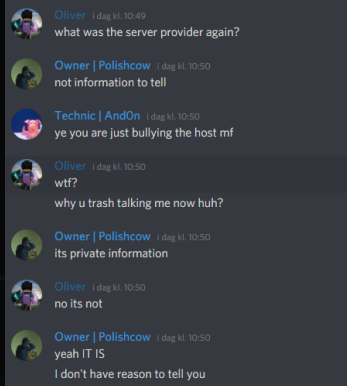 Oliver i dag kl. 10:49
what was the server provider again?
Owner | Polishcow i dag kl. 10:50
not information to tell
Technic | And0n i dag kl. 10:50
ye you are just bullying the host mf
Oliver i dag kl. 10:50
wtf?
why u trash talking me now huh?
Owner | Polishcow i dag kl. 10:50
its private information
Oliver i dag kl. 10:50
no its not
Owner | Polishcow i dag kl. 10:50
yeah IT IS
I don't have reason to tell you